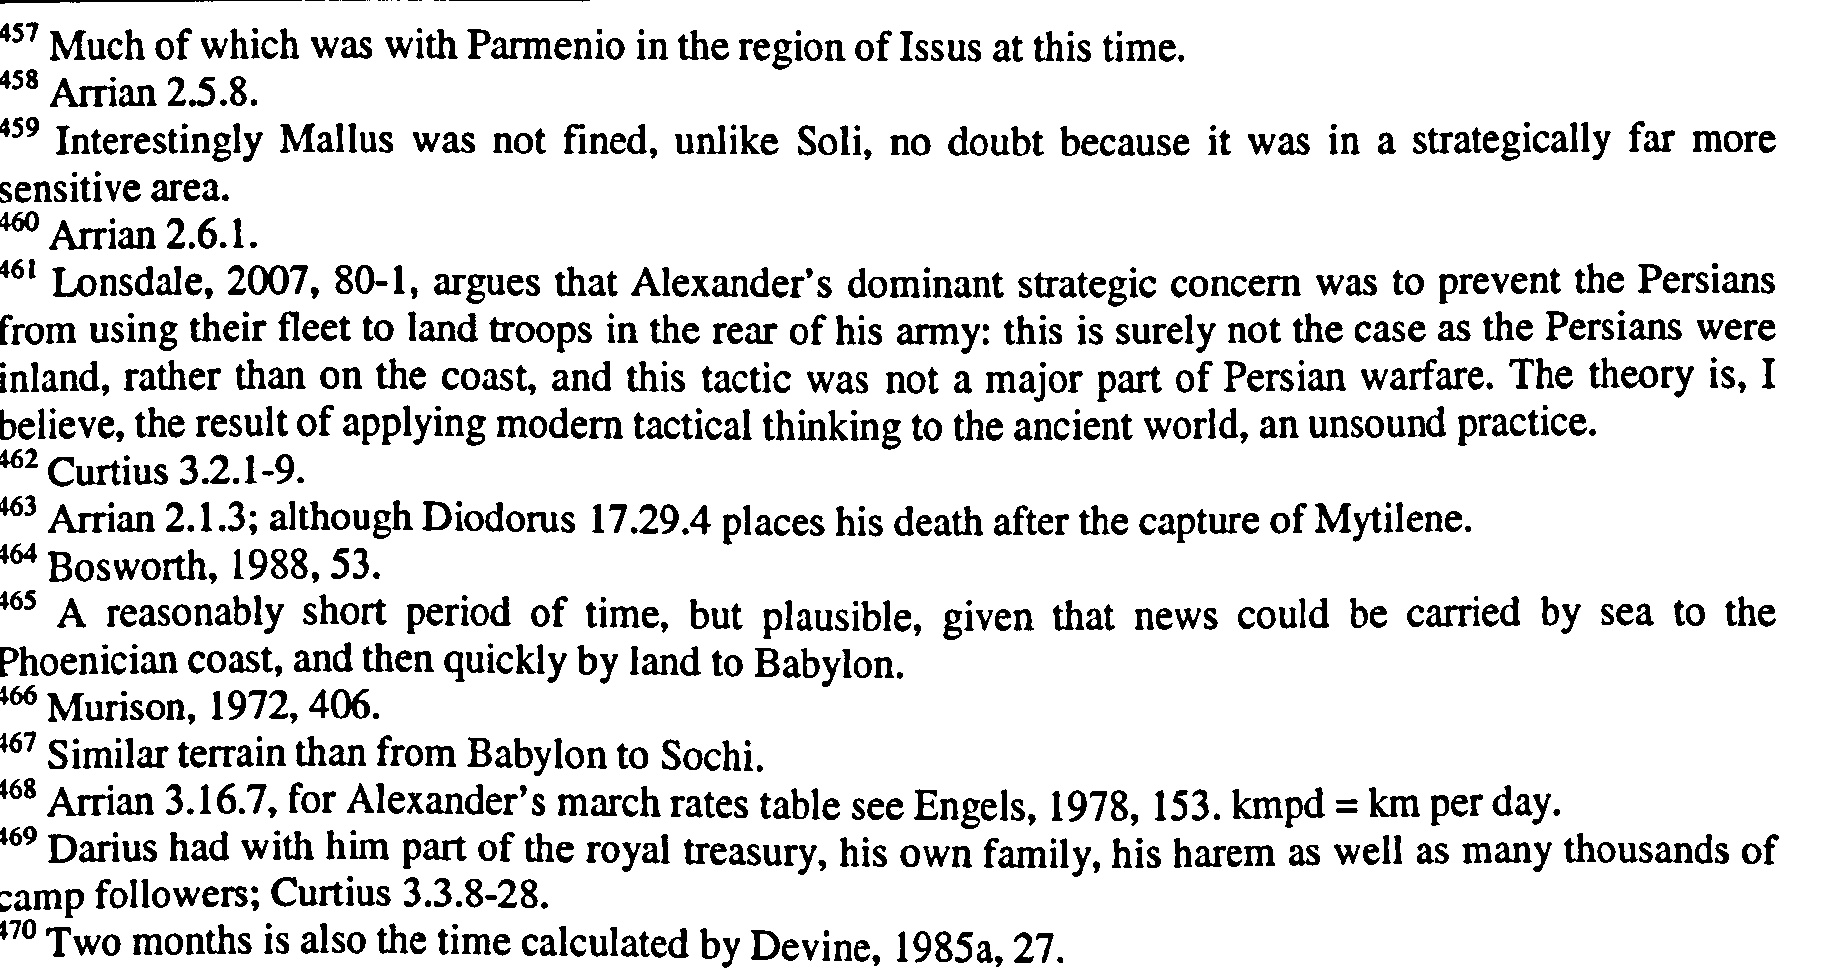 457 Much of which was with Parmenio in the region of Issus at this time.
458 Arrian 2.5.8.
459 Interestingly Mallus was not fined, unlike Soli, no doubt because it was in a strategically far more
sensitive area.
460 Arrian 2.6.1.
461 Lonsdale, 2007, 80-1, argues that Alexander's dominant strategic concern was to prevent the Persians
from using their fleet to land troops in the rear of his army: this is surely not the case as the Persians were
inland, rather than on the coast, and this tactic was not a major part of Persian warfare. The theory is, I
believe, the result of applying modern tactical thinking to the ancient world, an unsound practice.
462 Curtius 3.2.1-9.
463 Arrian 2.1.3; although Diodorus 17.29.4 places his death after the capture of Mytilene.
464 Bosworth, 1988, 53.
465 A reasonably short period of time, but plausible, given that news could be carried by sea to the
Phoenician coast, and then quickly by land to Babylon.
466 Murison, 1972, 406.
467 Similar terrain than from Babylon to Sochi.
468 Arrian 3.16.7, for Alexander's march rates table see Engels, 1978, 153. kmpd = km per day.
469 Darius had with him part of the royal treasury, his own family, his harem as well as many thousands of
camp followers; Curtius 3.3.8-28.
470 Two months is also the time calculated by Devine, 1985a, 27.